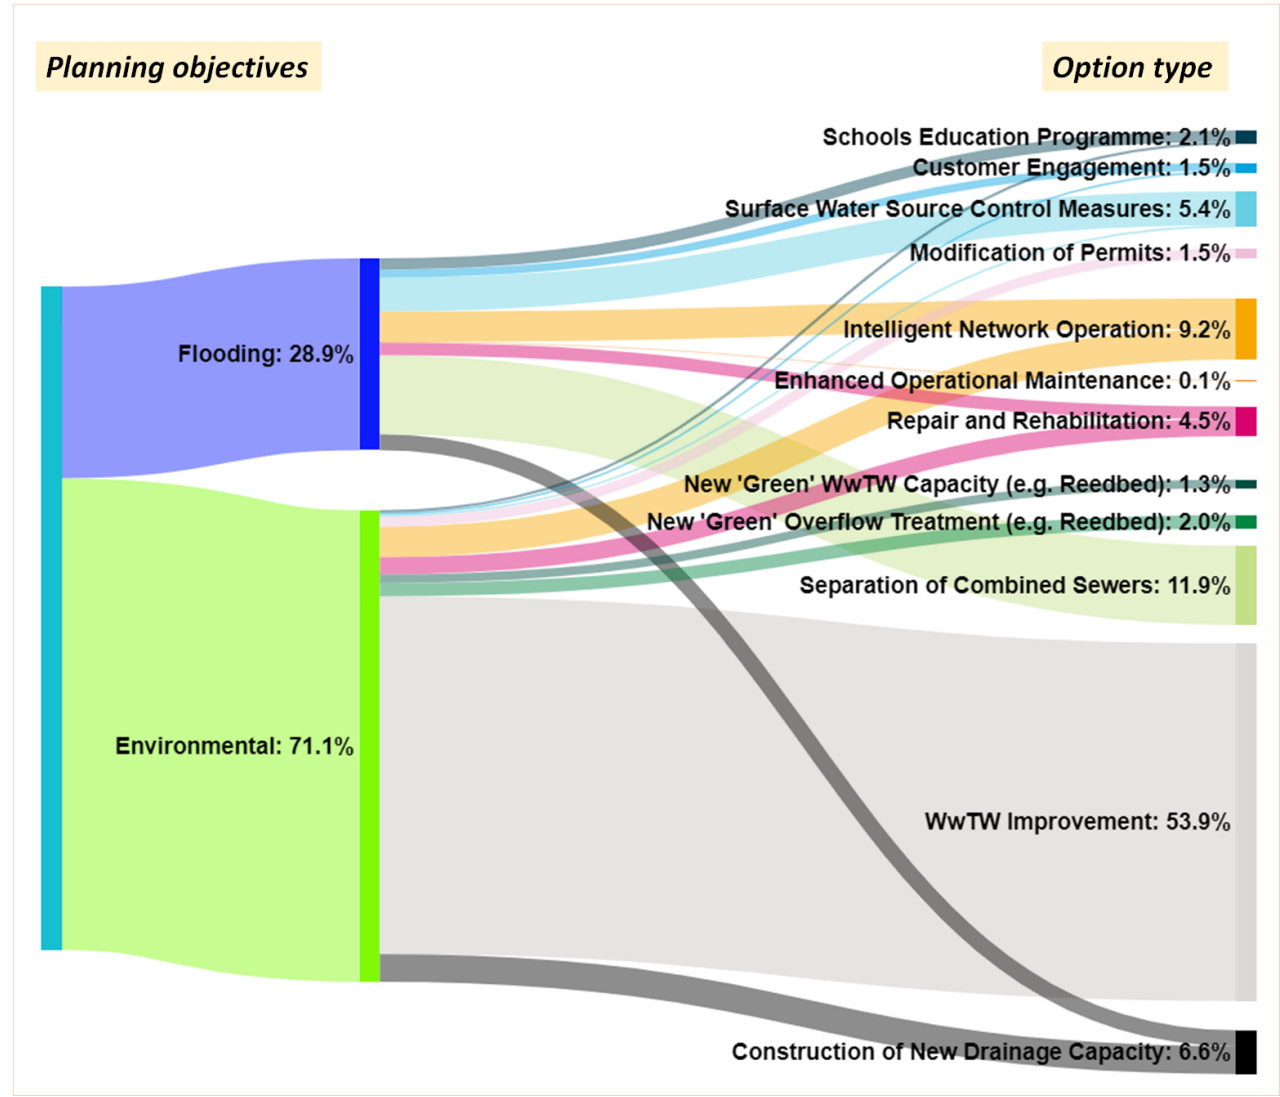 Planning objectives
Option type
Schools Education Programme: 2.1%
Customer Engagement: 1.5%
Surface Water Source Control Measures: 5.4%
Modification of Permits: 1.5%
Intelligent Network Operation: 9.2%
Flooding: 28.9%
Enhanced Operational Maintenance: 0.1%
Repair and Rehabilitation: 4.5%
New 'Green' WwTW Capacity (e.g. Reedbed): 1.3%
New 'Green' Overflow Treatment (e.g. Reedbed): 2.0%
Separation of Combined Sewers: 11.9%
Environmental: 71.1%
WwTW Improvement: 53.9%
Construction of New Drainage Capacity: 6.6%